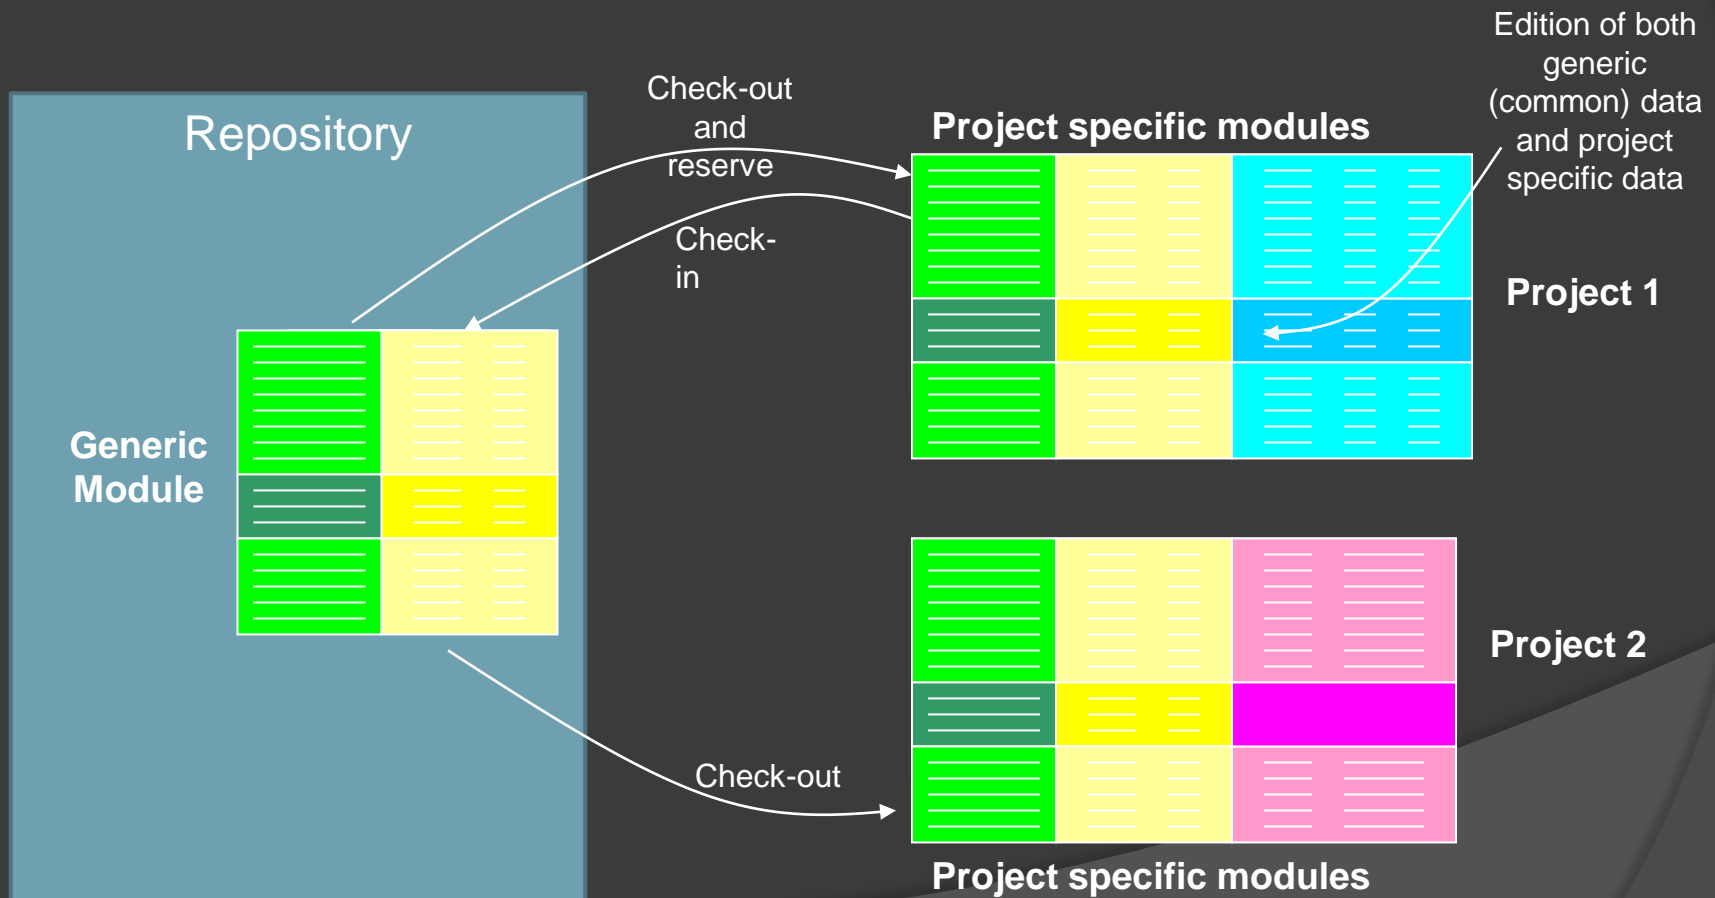 Repository
Generic
Module
Check-out
and
reserve
Check-
in
Check-out
Project specific modules
Project 1
Edition of both
generic
(common) data
and project
specific data
Project 2
Project specific modules